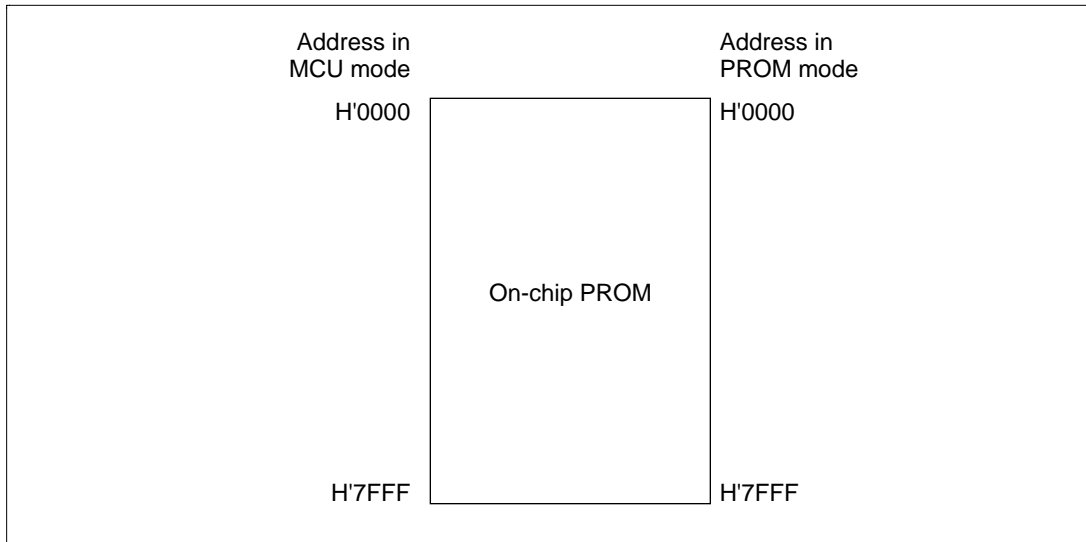 Address in
MCU mode
Address in
PROM mode
H'0000
H'0000
On-chip PROM
H'7FFF
H'7FFF